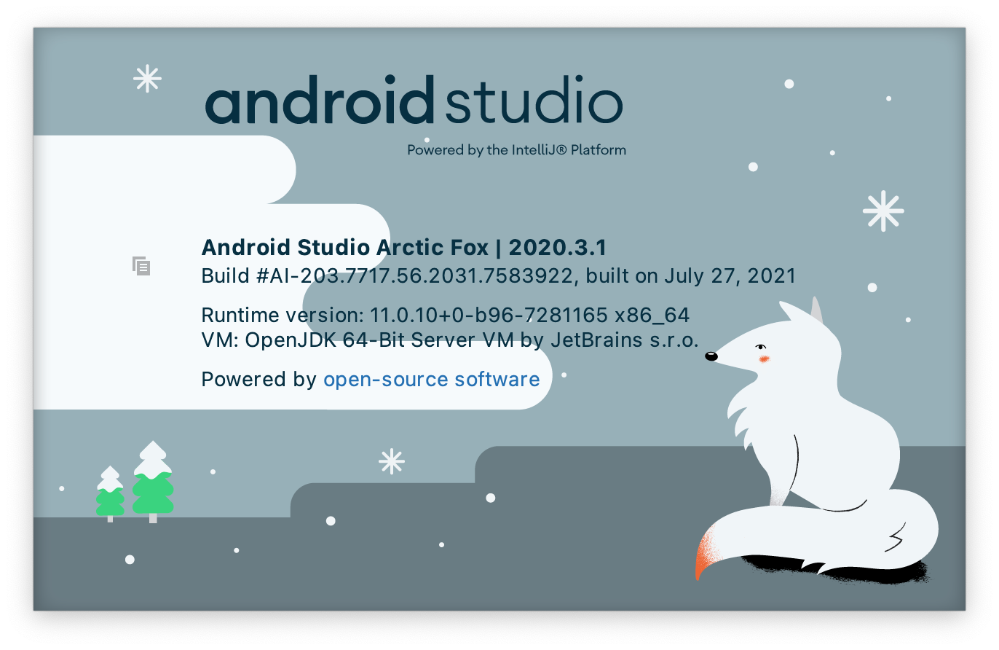 android studio
Powered by the IntelliJ® Platform
Android Studio Arctic Fox | 2020.3.1
Build #AI-203.7717.56.2031.7583922, built on July 27, 2021
Runtime version: 11.0.10+0-b96-7281165 x86_64
VM: OpenJDK 64-Bit Server VM by JetBrains s.r.o.
Powered by open-source software